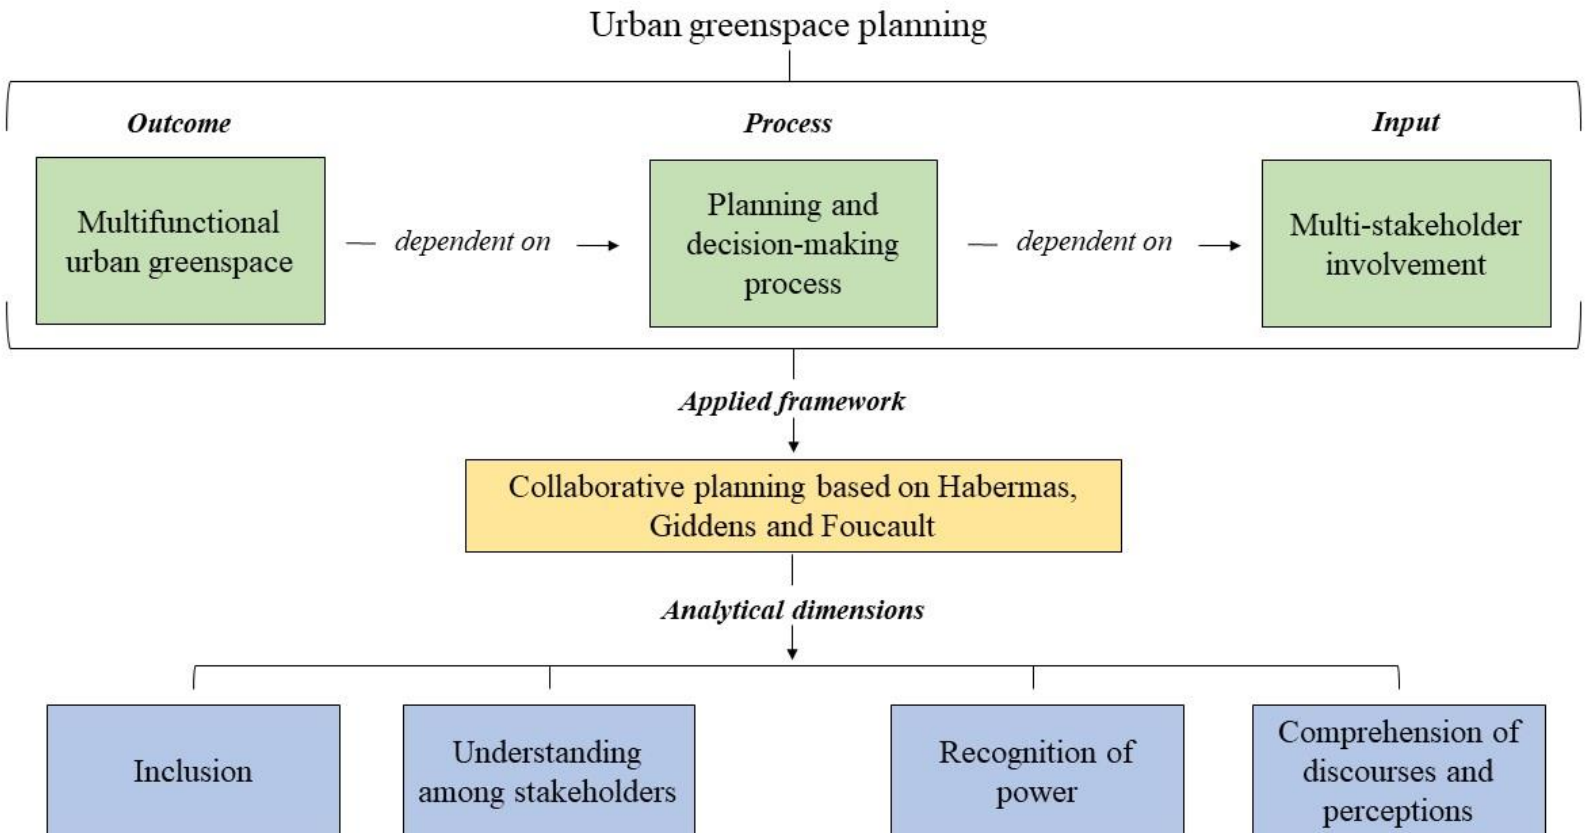 Urban greenspace planning
Outcome
Process
Input
Multifunctional
urban greenspace
dependent on
Planning and
decision-making
process
dependent on
Multi-stakeholder
involvement
Applied framework
Collaborative planning based on Habermas,
Giddens and Foucault
Analytical dimensions
Inclusion
Understanding
among stakeholders
Recognition of
power
Comprehension of
discourses and
perceptions